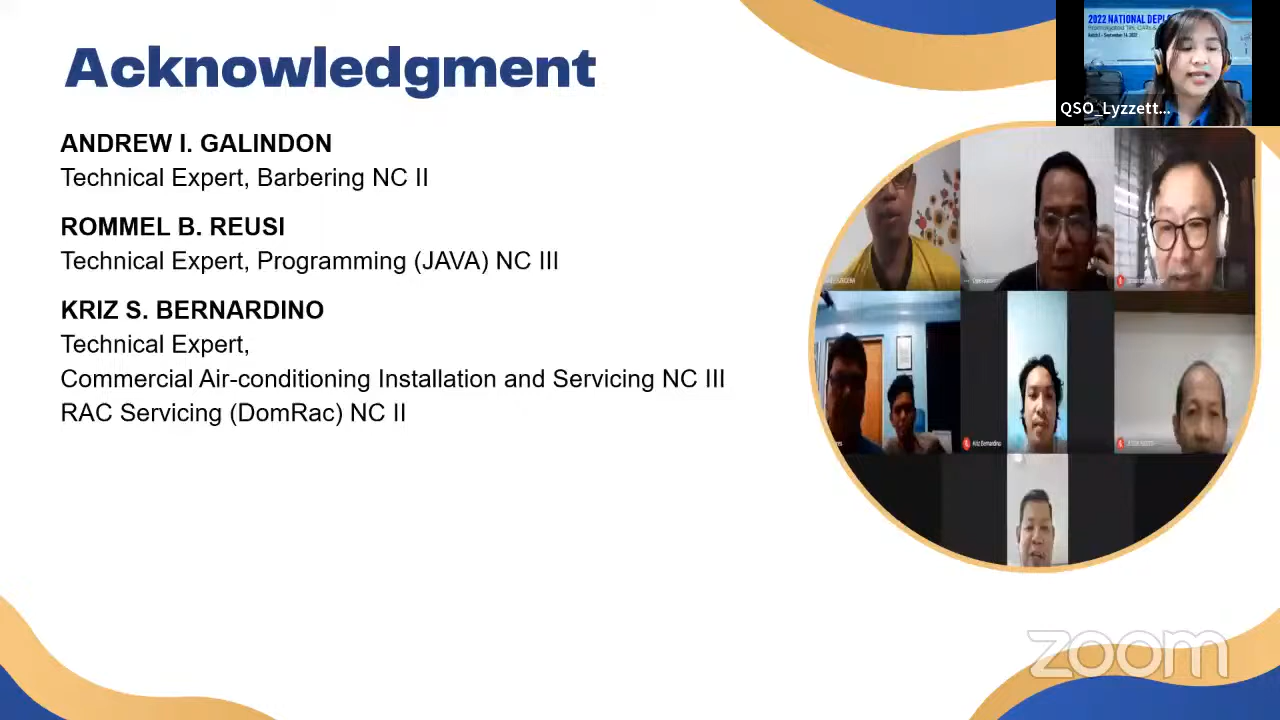 Acknowledgment
ANDREW I. GALINDON
Technical Expert, Barbering NC II
ROMMEL B. REUSI
Technical Expert, Programming (JAVA) NC III
KRIZ S. BERNARDINO
Technical Expert,
Commercial Air-conditioning Installation and Servicing NC III
RAC Servicing (DomRac) NC II
2022 NATIONAL DEPL
QSO_Lyzzett...
Kriz Bernardino
zoom